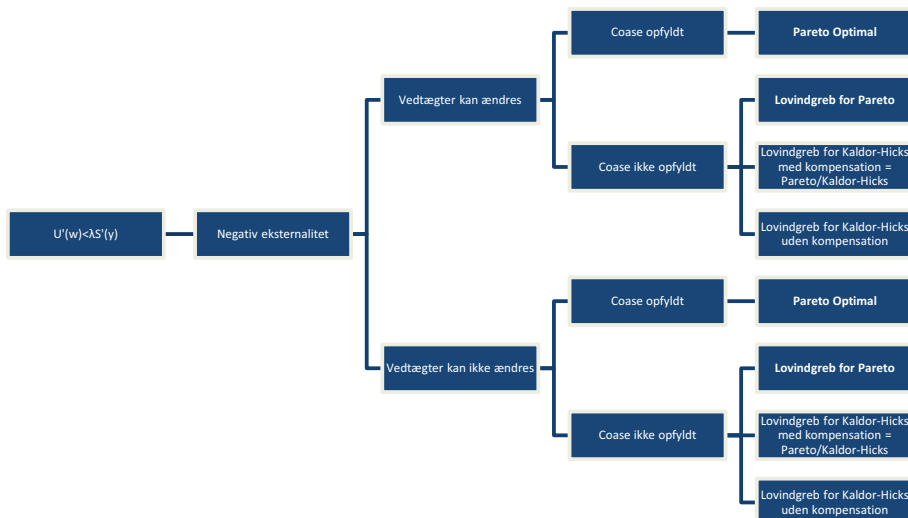 U'(w)<λS'(y)
Negativ eksternalitet
Vedtægter kan ændres
Coase opfyldt
Pareto Optimal
Coase ikke opfyldt
Lovindgreb for Pareto
Lovindgreb for Kaldor-Hicks
med kompensation =
Pareto/Kaldor-Hicks
Lovindgreb for Kaldor-Hicks
uden kompensation
Vedtægter kan ikke ændres
Coase opfyldt
Pareto Optimal
Coase ikke opfyldt
Lovindgreb for Pareto
Lovindgreb for Kaldor-Hicks
med kompensation =
Pareto/Kaldor-Hicks
Lovindgreb for Kaldor-Hicks
uden kompensation